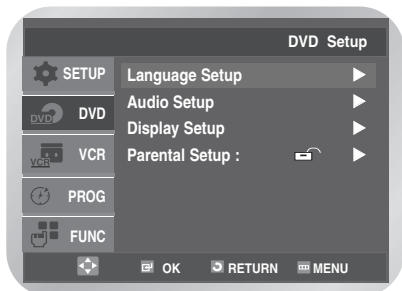 DVD Setup
SETUP
DVD
DVD
VCR
VCR
PROG
FUNC
Language Setup
Audio Setup
Display Setup
Parental Setup :
OK RETURN MENU